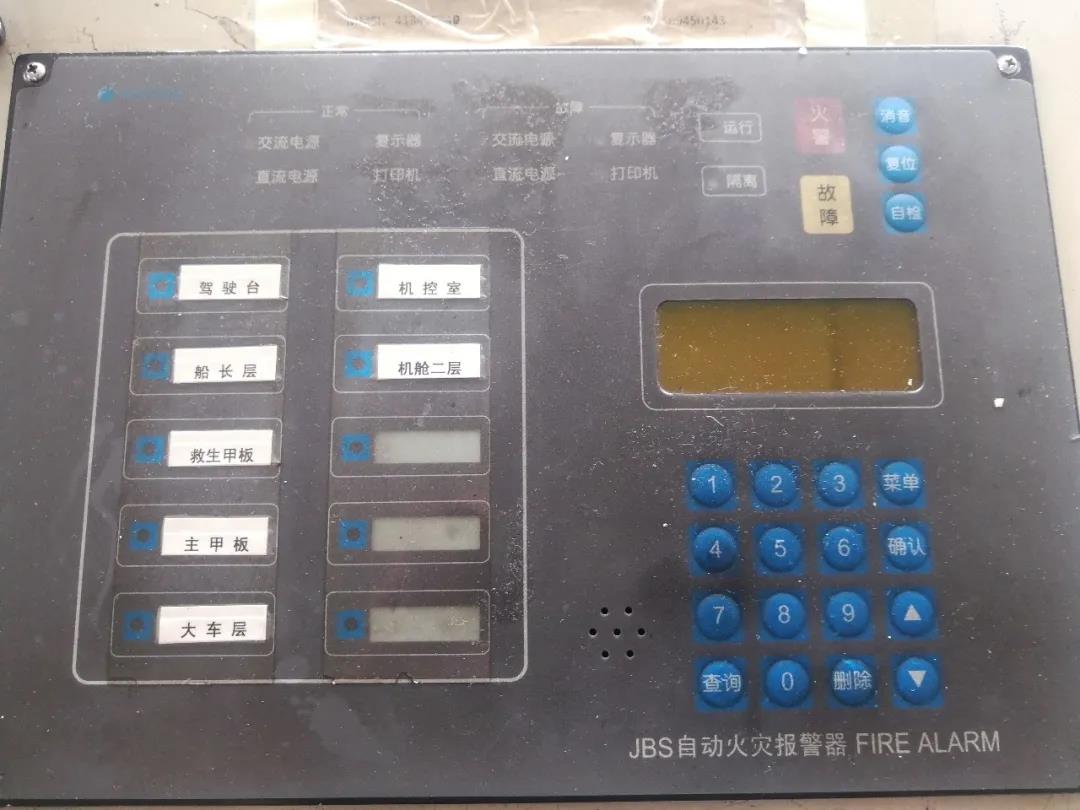 正常
故障
交流电源
复示器
交流电源
复示器
运行
火警
消音
直流电源
打印机
直流电源
打印机
隔离
故障
复位
自检
驾驶台
机控室
船长层
机舱二层
救生甲板
主甲板
大车层
1 2 3 菜单
4 5 6 确认
7 8 9 ▲
查询 0 删除 ▼
JBS自动火灾报警器 FIRE ALARM